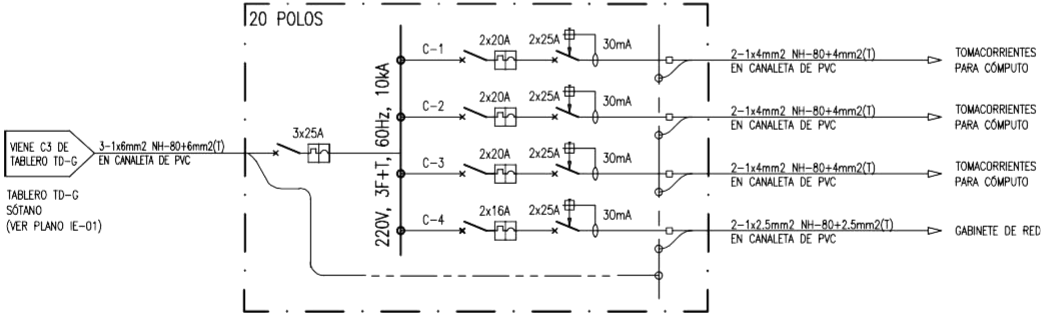 20 POLOS
220V, 3F+T, 60Hz, 10kA
VIENE C3 DE
TABLERO TD-G
3-1x6mm2 NH-80+6mm2(T)
EN CANALETA DE PVC
TABLERO TD-G
SÓTANO
(VER PLANO IE-01)
3x25A
C-1
2x20A
2x25A
30mA
2-1x4mm2 NH-80+4mm2(T)
EN CANALETA DE PVC
TOMACORRIENTES
PARA CÓMPUTO
C-2
2x20A
2x25A
30mA
2-1x4mm2 NH-80+4mm2(T)
EN CANALETA DE PVC
TOMACORRIENTES
PARA CÓMPUTO
C-3
2x20A
2x25A
30mA
2-1x4mm2 NH-80+4mm2(T)
EN CANALETA DE PVC
TOMACORRIENTES
PARA CÓMPUTO
C-4
2x16A
2x25A
30mA
2-1x2.5mm2 NH-80+2.5mm2(T)
EN CANALETA DE PVC
GABINETE DE RED